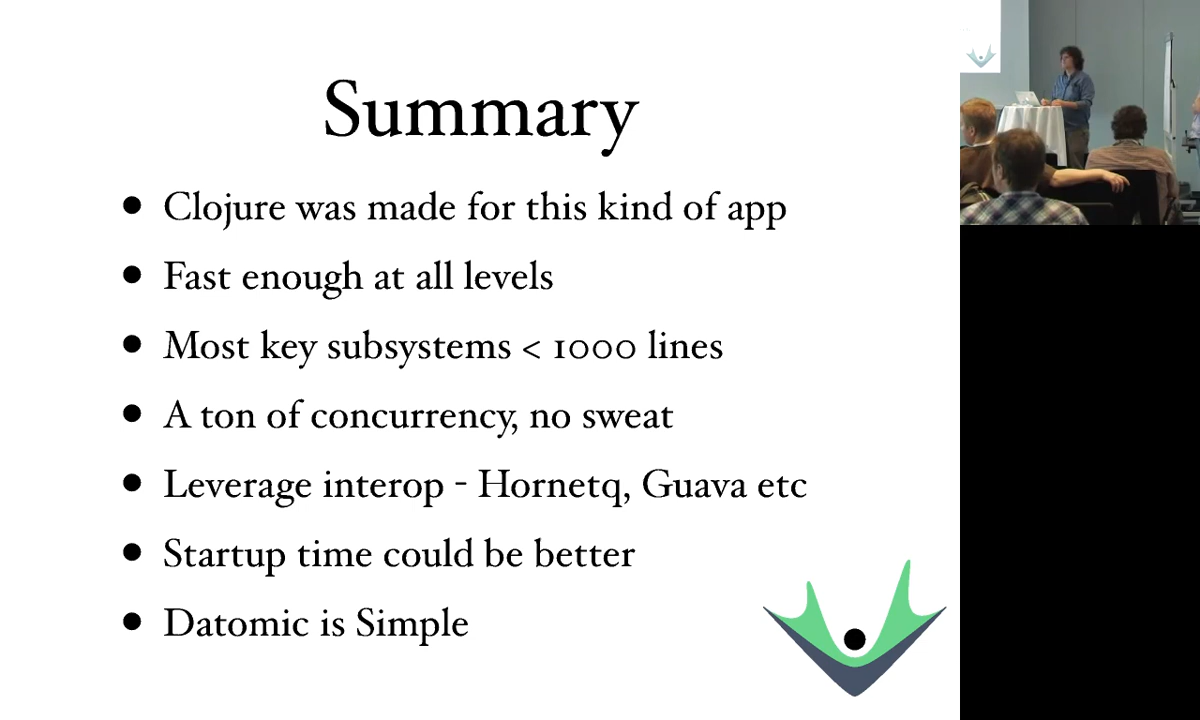 Summary
• Clojure was made for this kind of app
• Fast enough at all levels
• Most key subsystems < 1000 lines
• A ton of concurrency, no sweat
• Leverage interop - Hornetq, Guava etc
• Startup time could be better
• Datomic is Simple